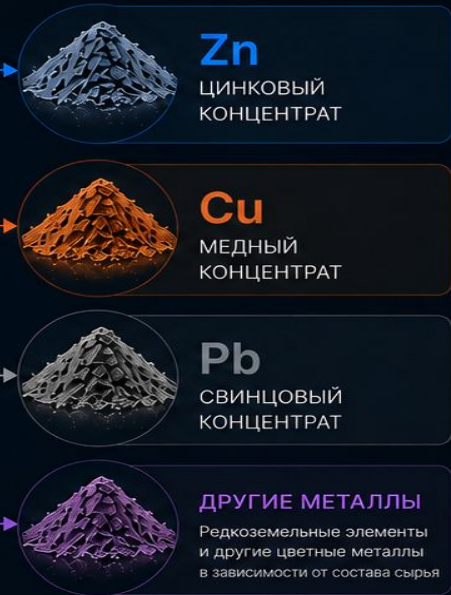 Zn
ЦИНКОВЫЙ
КОНЦЕНТРАТ
Cu
МЕДНЫЙ
КОНЦЕНТРАТ
Pb
СВИНЦОВЫЙ
КОНЦЕНТРАТ
ДРУГИЕ МЕТАЛЛЫ
Редкоземельные элементы
и другие цветные металлы
в зависимости от состава сырья